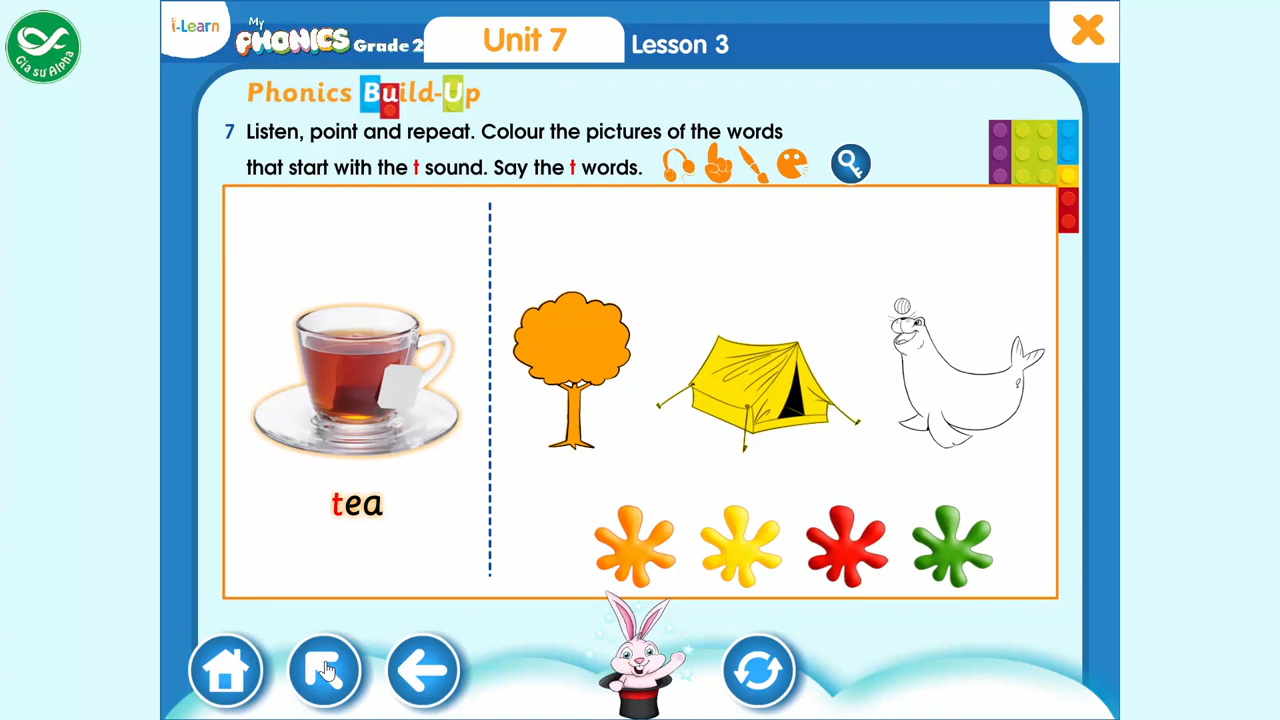 Gia sư Alpha
i-Learn
My
PHONICS Grade 2
Unit 7
Lesson 3
Phonics Build-Up
7 Listen, point and repeat. Colour the pictures of the words
that start with the t sound. Say the t words.
tea